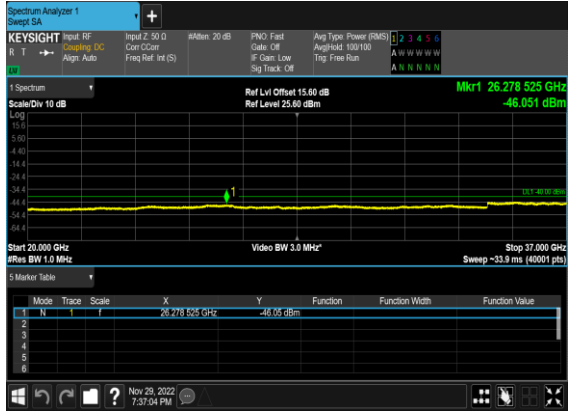 Spectrum Analyzer 1
Swept SA
+
KEYSIGHT Input: RF Input Z: 50 Ω #Atten: 20 dB PNO: Fast Avg Type: Power (RMS) 1 2 3 4 5 6
R T Coupling: DC Corr CCorr Gate: Off Avg|Hold: 100/100 A W W W W W
Align: Auto Freq Ref: Int (S) IF Gain: Low Trig: Free Run
LXI Sig Track: Off A N N N N N
1 Spectrum Ref Lvl Offset 15.60 dB Mkr1 26.278 525 GHz
Scale/Div 10 dB Ref Level 25.60 dBm -46.051 dBm
Log
15.6
5.60
-4.40
-14.4
-24.4
-34.4 1 DL1 -40.00 dBm
-44.4
-54.4
-64.4
Start 20.000 GHz Video BW 3.0 MHz* Stop 37.000 GHz
#Res BW 1.0 MHz Sweep ~33.9 ms (40001 pts)
5 Marker Table
Mode Trace Scale X Y Function Function Width Function Value
1 N 1 f 26.278 525 GHz -46.05 dBm
2
3
4
5
6
? Nov 29, 2022
7:37:04 PM